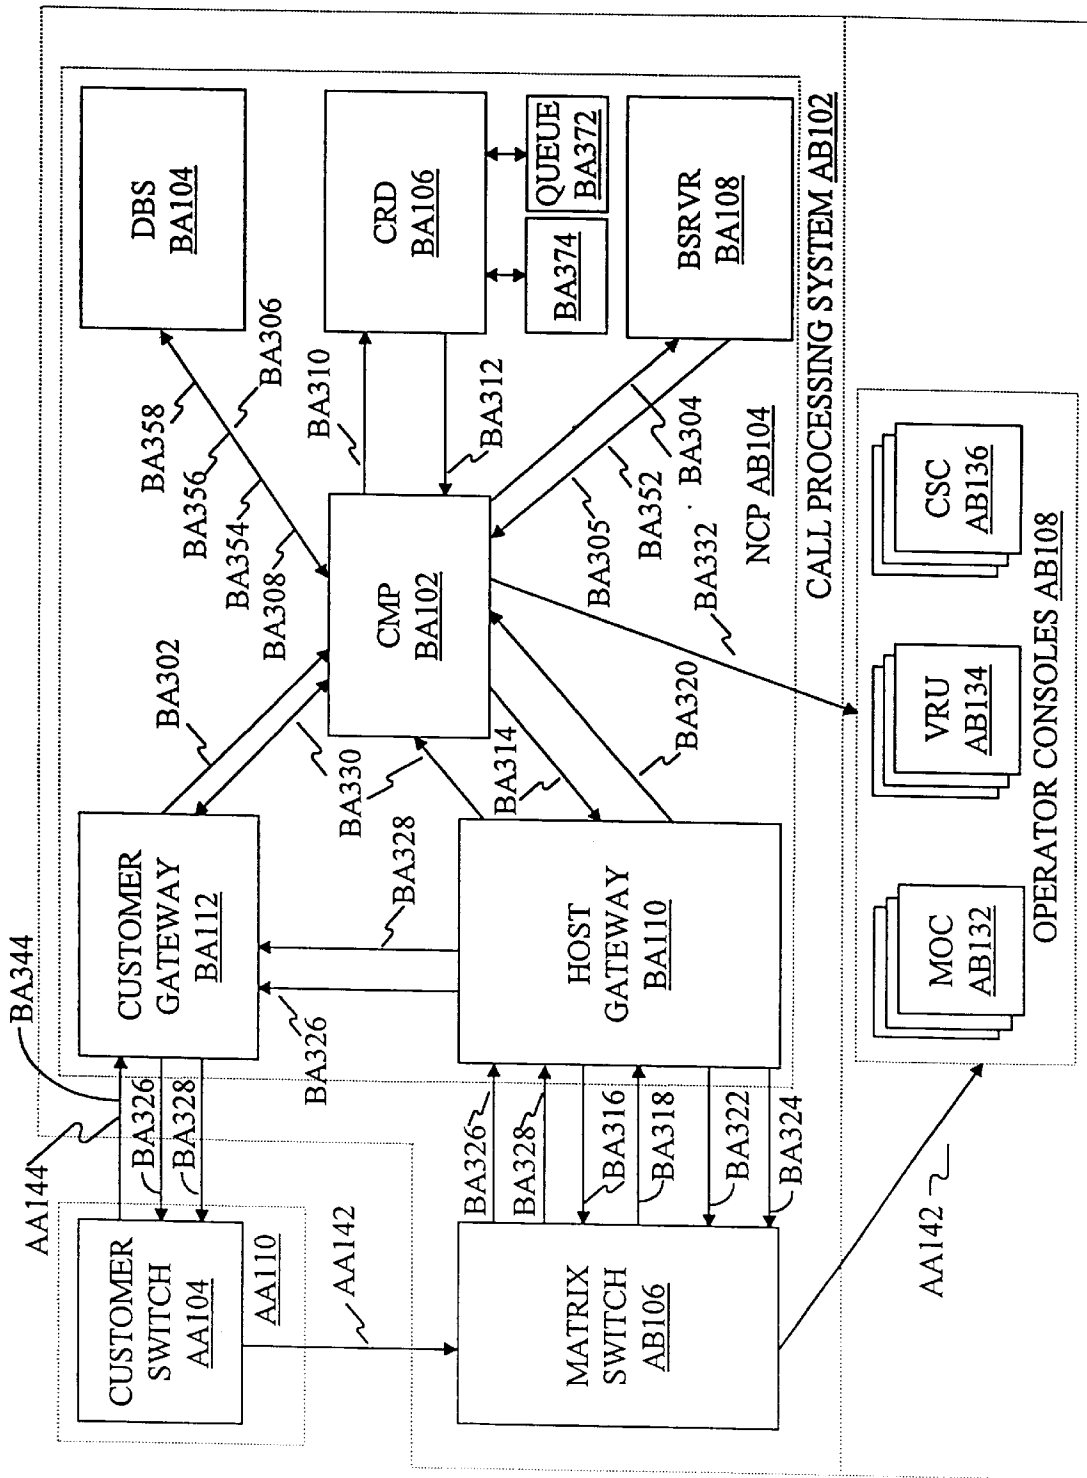 CUSTOMER
SWITCH
AA104
AA110
AA144
BA344
BA326
BA328
AA142
MATRIX
SWITCH
AB106
CUSTOMER
GATEWAY
BA112
BA326
BA328
BA326
BA328
BA316
BA318
BA322
BA324
HOST
GATEWAY
BA110
BA302
BA330
BA314
BA320
CMP
BA102
BA308
BA354
BA356
BA358
BA306
BA310
BA312
BA305
BA352
BA304
BA332
DBS
BA104
CRD
BA106
BA374
QUEUE
BA372
BSRVR
BA108
NCP AB104
CALL PROCESSING SYSTEM AB102
AA142
MOC
AB132
VRU
AB134
CSC
AB136
OPERATOR CONSOLES AB108